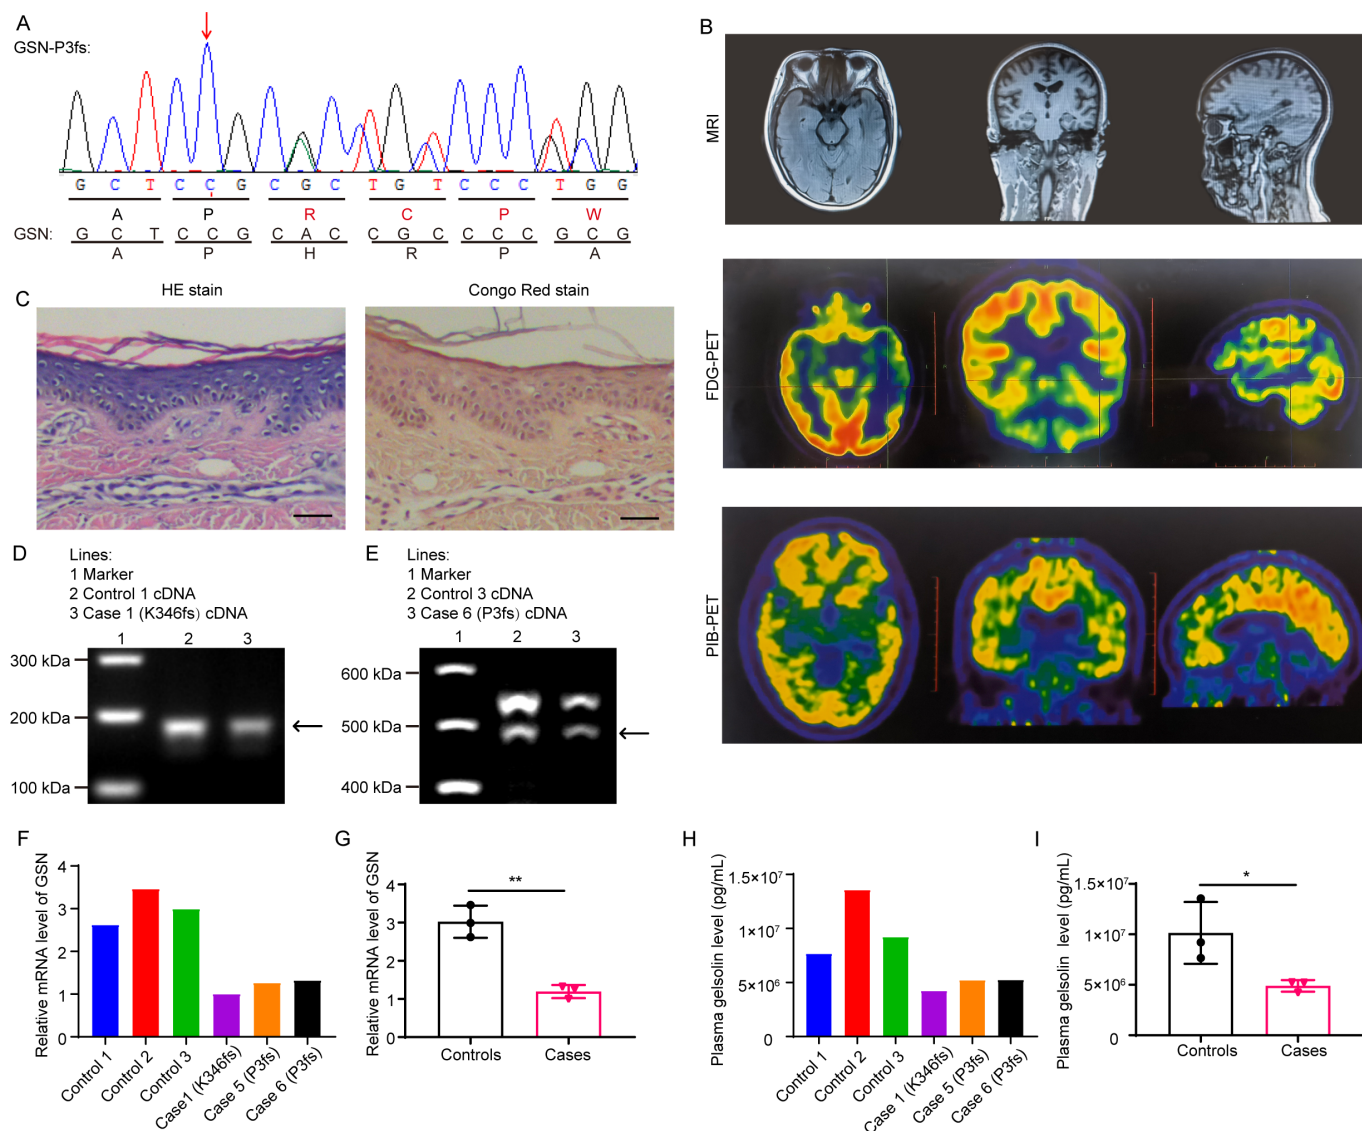 A
GSN-P3fs:
G C T C C G C G C T G T C C C T G G
A P R C P W
GSN: G C T C C G C A C C G C C C C G C G
A P H R P A
B
MRI
FDG-PET
PIB-PET
C
HE stain
Congo Red stain
D
Lines:
1 Marker
2 Control 1 cDNA
3 Case 1 (K346fs) cDNA
1 2 3
300 kDa
200 kDa
100 kDa
E
Lines:
1 Marker
2 Control 3 cDNA
3 Case 6 (P3fs) cDNA
1 2 3
600 kDa
500 kDa
400 kDa
F
Relative mRNA level of GSN
4
3
2
1
0
Control 1
Control 2
Control 3
Case1 (K346fs)
Case 5 (P3fs)
Case 6 (P3fs)
G
Relative mRNA level of GSN
4
3
2
1
0
**
Controls
Cases
H
Plasma gelsolin level (pg/mL)
1.5×10⁷
1×10⁷
5×10⁶
0
Control 1
Control 2
Control 3
Case 1 (K346fs)
Case 5 (P3fs)
Case 6 (P3fs)
I
Plasma gelsolin level (pg/mL)
1.5×10⁷
1×10⁷
5×10⁶
0
*
Controls
Cases